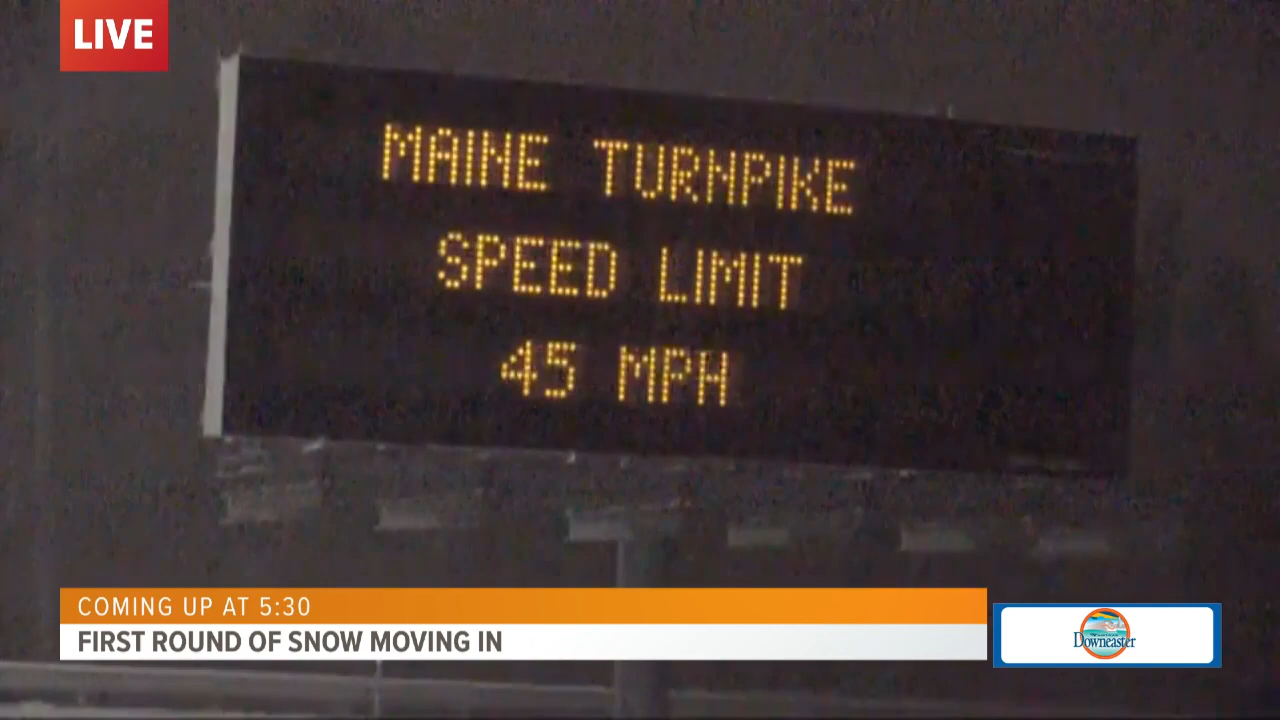 LIVE
MAINE TURNPIKE
SPEED LIMIT
45 MPH
COMING UP AT 5:30
FIRST ROUND OF SNOW MOVING IN
Downeaster